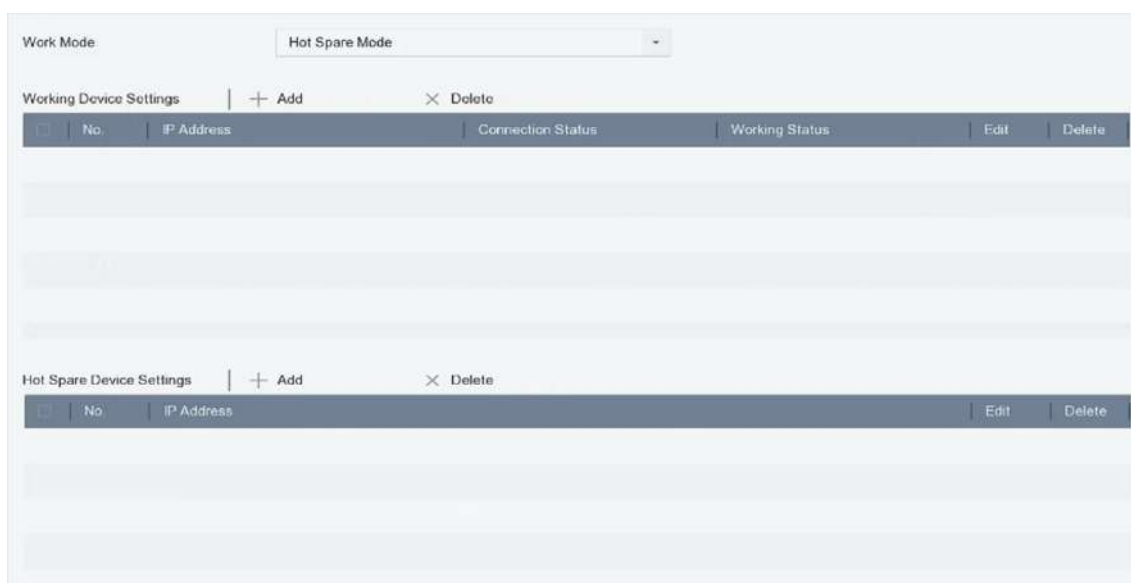 Work Mode Hot Spare Mode
Working Device Settings Add Delete
No. IP Address Connection Status Working Status Edit Delete
Hot Spare Device Settings Add Delete
No. IP Address Edit Delete